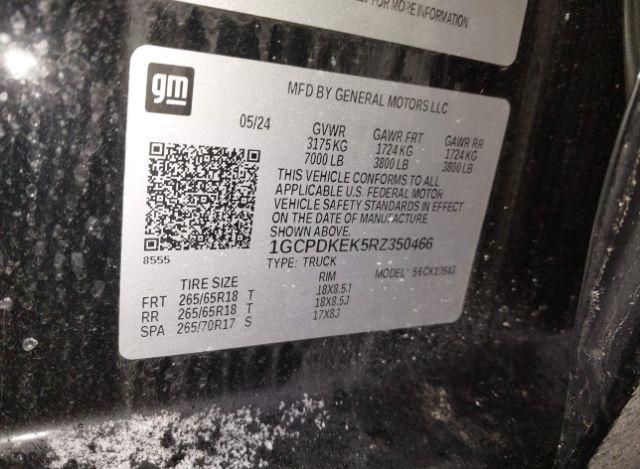 FOR MORE INFORMATION
gm
MFD BY GENERAL MOTORS LLC
05/24 GVWR GAWR FRT GAWR RR
3175 KG 1724 KG 1724 KG
7000 LB 3800 LB 3800 LB
THIS VEHICLE CONFORMS TO ALL
APPLICABLE U.S. FEDERAL MOTOR
VEHICLE SAFETY STANDARDS IN EFFECT
ON THE DATE OF MANUFACTURE
SHOWN ABOVE.
8555
1GCPDKEK5RZ350466
TYPE: TRUCK MODEL:
TIRE SIZE RIM
FRT 265/65R18 T 18X8.5J
RR 265/65R18 T 18X8.5J
SPA 265/70R17 S 17X8J